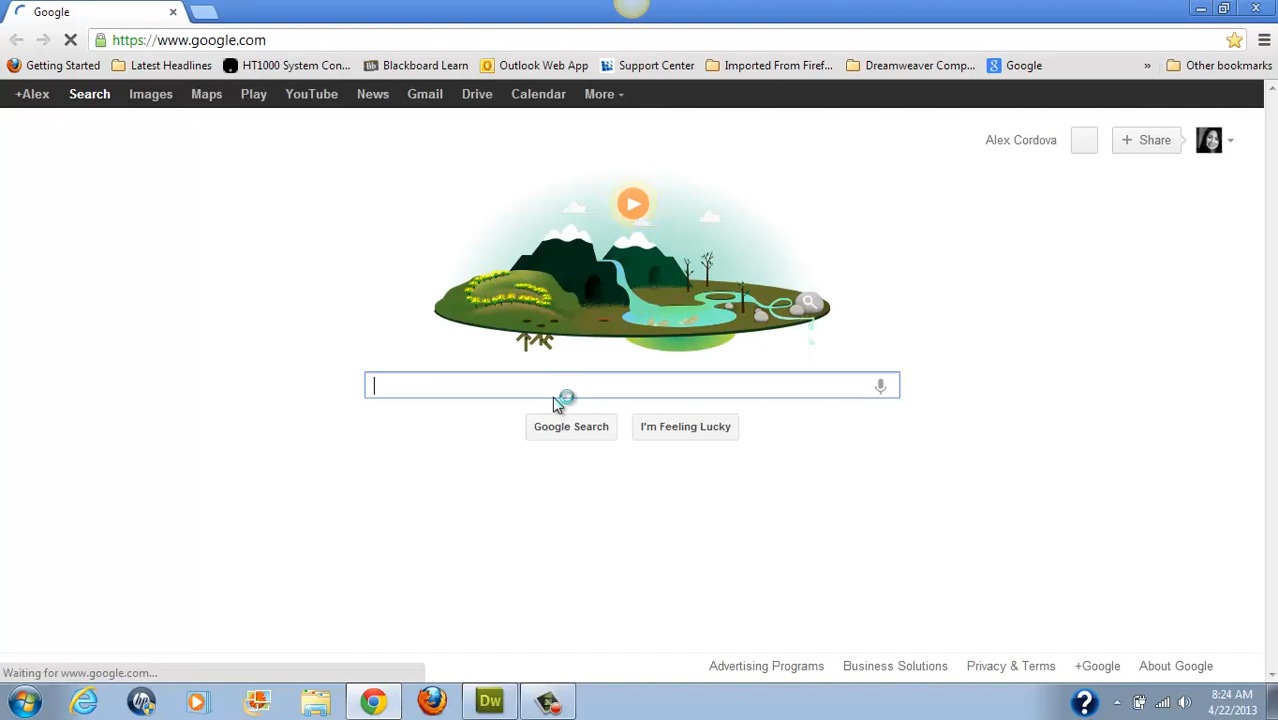 Google
https://www.google.com
Getting Started Latest Headlines HT1000 System Con... Blackboard Learn Outlook Web App Support Center Imported From Firef... Dreamweaver Comp... Google » Other bookmarks
+Alex Search Images Maps Play YouTube News Gmail Drive Calendar More
Alex Cordova + Share
Google Search I'm Feeling Lucky
Waiting for www.google.com...
Advertising Programs Business Solutions Privacy & Terms +Google About Google
8:24 AM
4/22/2013